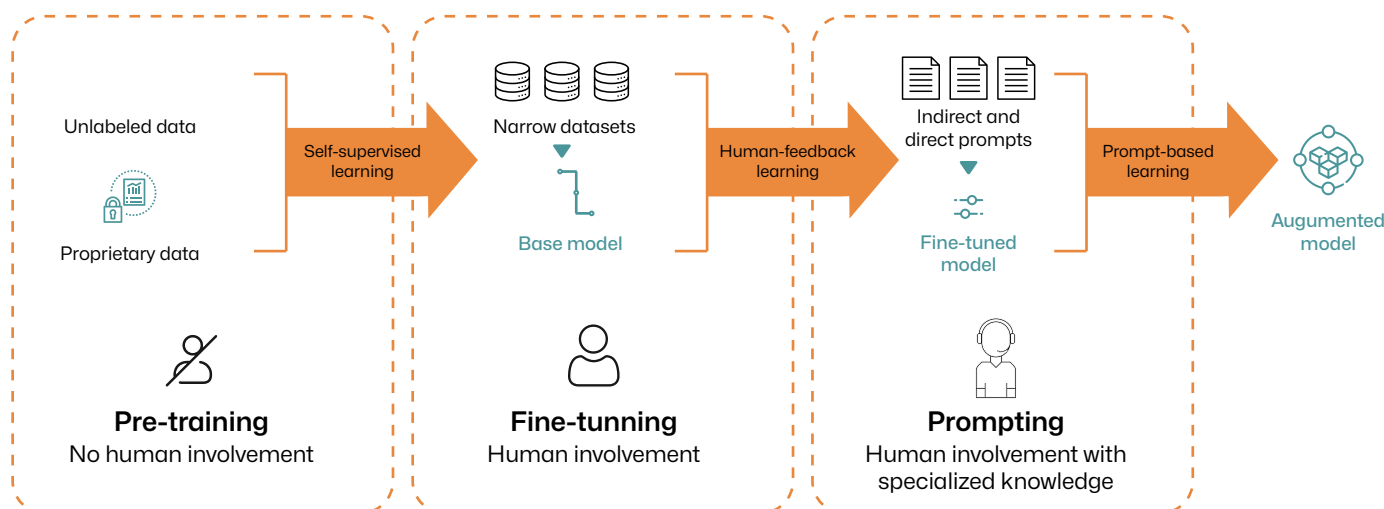 Unlabeled data
Proprietary data
Self-supervised
learning
Pre-training
No human involvement
Narrow datasets
Base model
Human-feedback
learning
Fine-tunning
Human involvement
Indirect and
direct prompts
Fine-tuned
model
Prompt-based
learning
Prompting
Human involvement with
specialized knowledge
Augumented
model